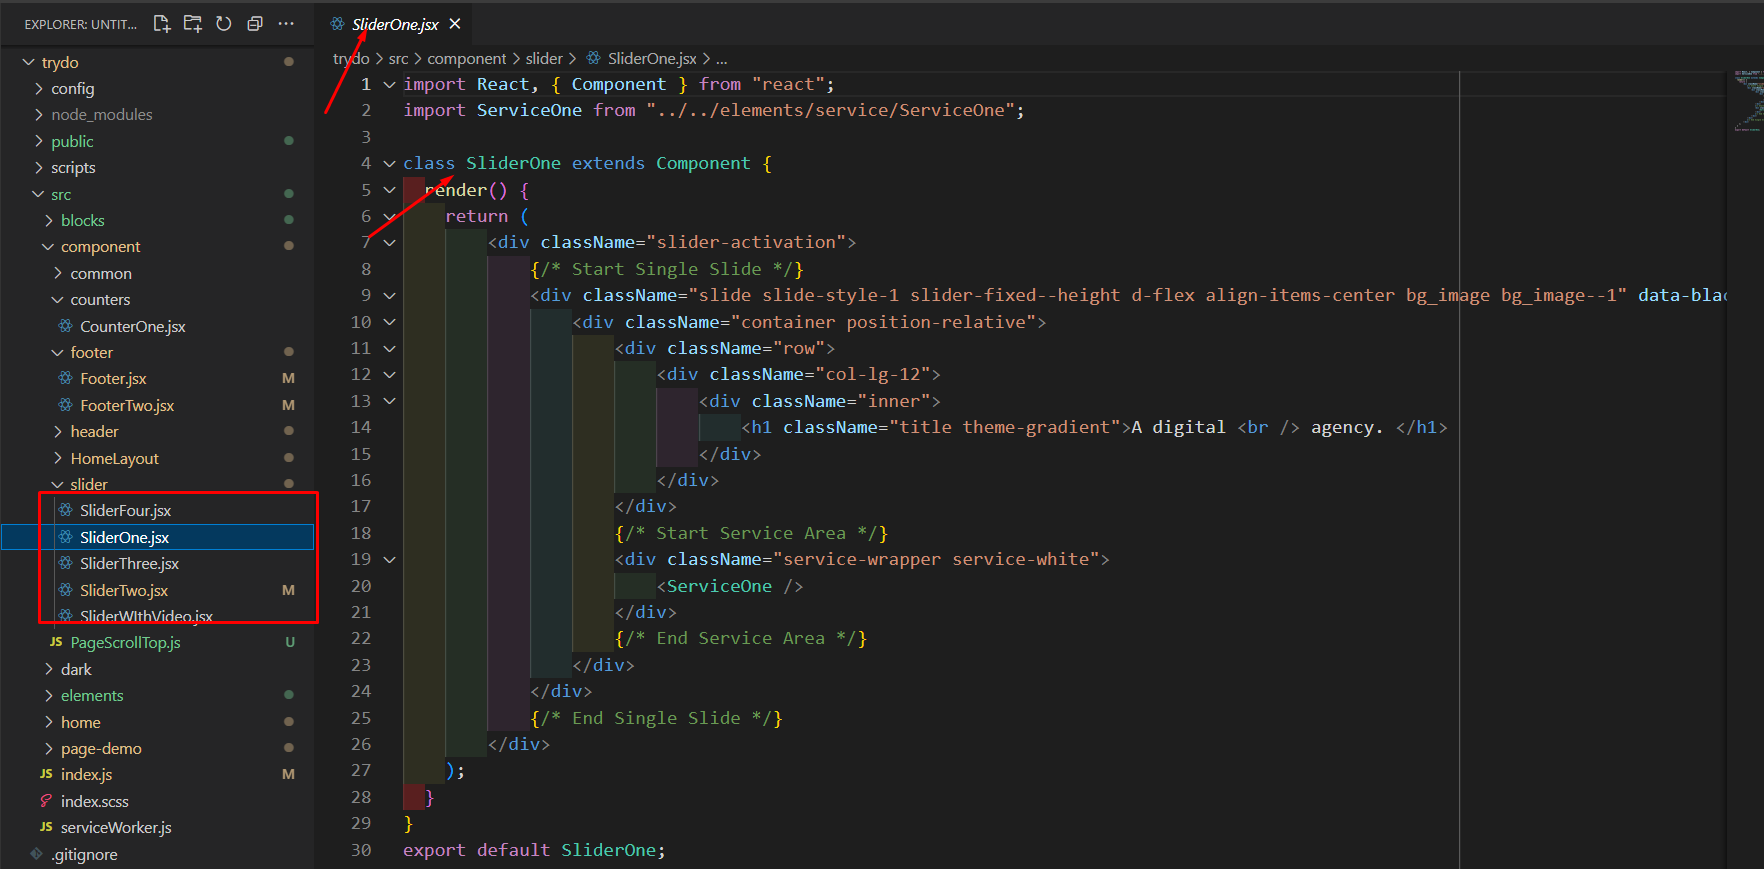 EXPLORER: UNTIT...
trydo
config
node_modules
public
scripts
src
blocks
component
common
counters
CounterOne.jsx
footer
Footer.jsx M
FooterTwo.jsx M
header
HomeLayout
slider
SliderFour.jsx
SliderOne.jsx
SliderThree.jsx
SliderTwo.jsx M
SliderWIthVideo.jsx
JS PageScrollTop.js U
dark
elements
home
page-demo
JS index.js M
index.scss
JS serviceWorker.js
.gitignore
SliderOne.jsx
trydo > src > component > slider > SliderOne.jsx > ...
1 import React, { Component } from "react";
2 import ServiceOne from "../../elements/service/ServiceOne";
3
4 class SliderOne extends Component {
5 render() {
6 return (
7 <div className="slider-activation">
8 {/* Start Single Slide */}
9 <div className="slide slide-style-1 slider-fixed--height d-flex align-items-center bg_image bg_image--1" data-blac
10 <div className="container position-relative">
11 <div className="row">
12 <div className="col-lg-12">
13 <div className="inner">
14 <h1 className="title theme-gradient">A digital <br /> agency. </h1>
15 </div>
16 </div>
17 </div>
18 {/* Start Service Area */}
19 <div className="service-wrapper service-white">
20 <ServiceOne />
21 </div>
22 {/* End Service Area */}
23 </div>
24 </div>
25 {/* End Single Slide */}
26 </div>
27 );
28 }
29 }
30 export default SliderOne;